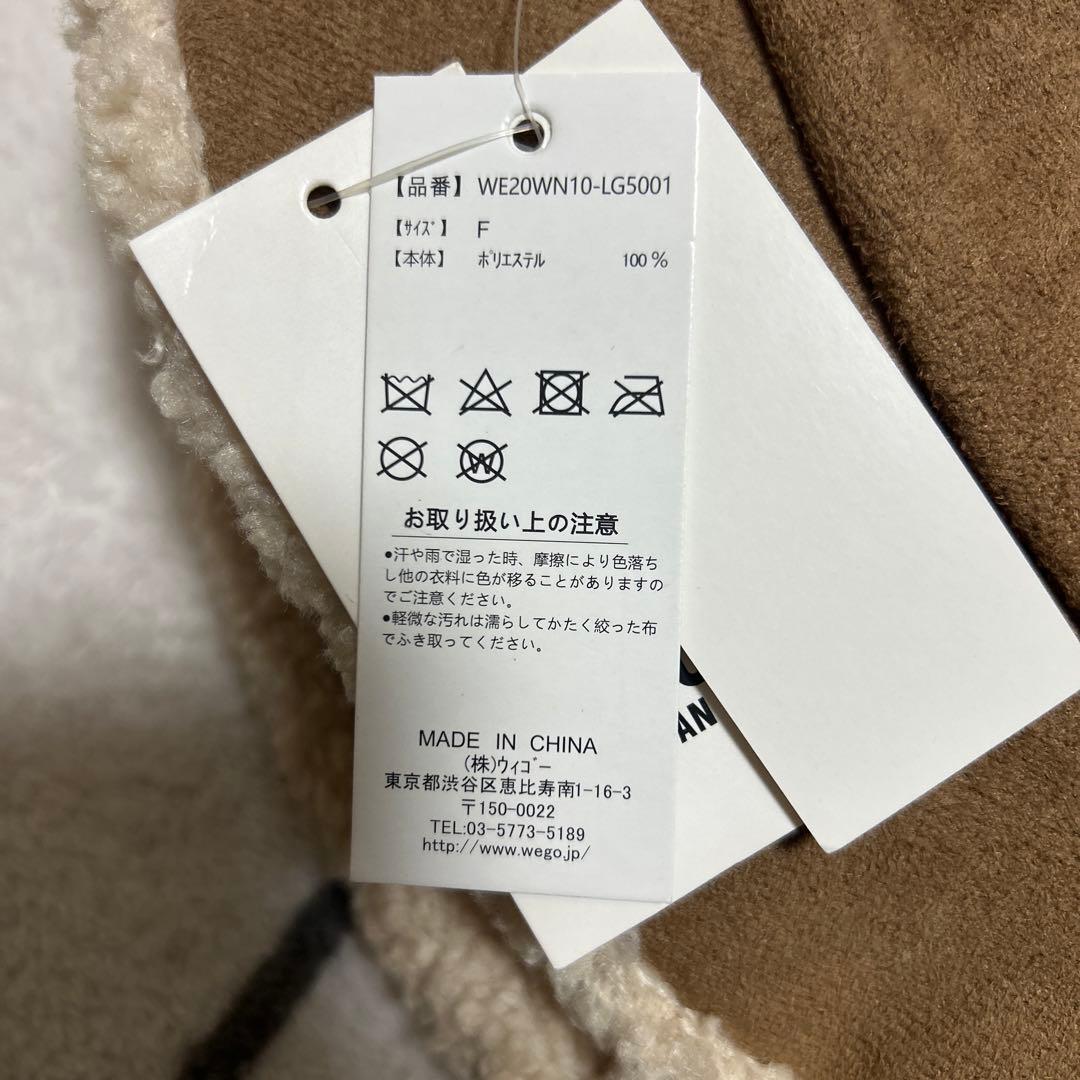 【品番】 WE20WN10-LG5001
【ｻｲｽﾞ】 F
【本体】 ﾎﾟﾘｴｽﾃﾙ 100％
W
お取り扱い上の注意
●汗や雨で湿った時、摩擦により色落ち
し他の衣料に色が移ることがありますの
でご注意ください。
●軽微な汚れは濡らしてかたく絞った布
でふき取ってください。
MADE IN CHINA
(株)ｳｨｺﾞｰ
東京都渋谷区恵比寿南1-16-3
〒150-0022
TEL:03-5773-5189
http://www.wego.jp/
AN